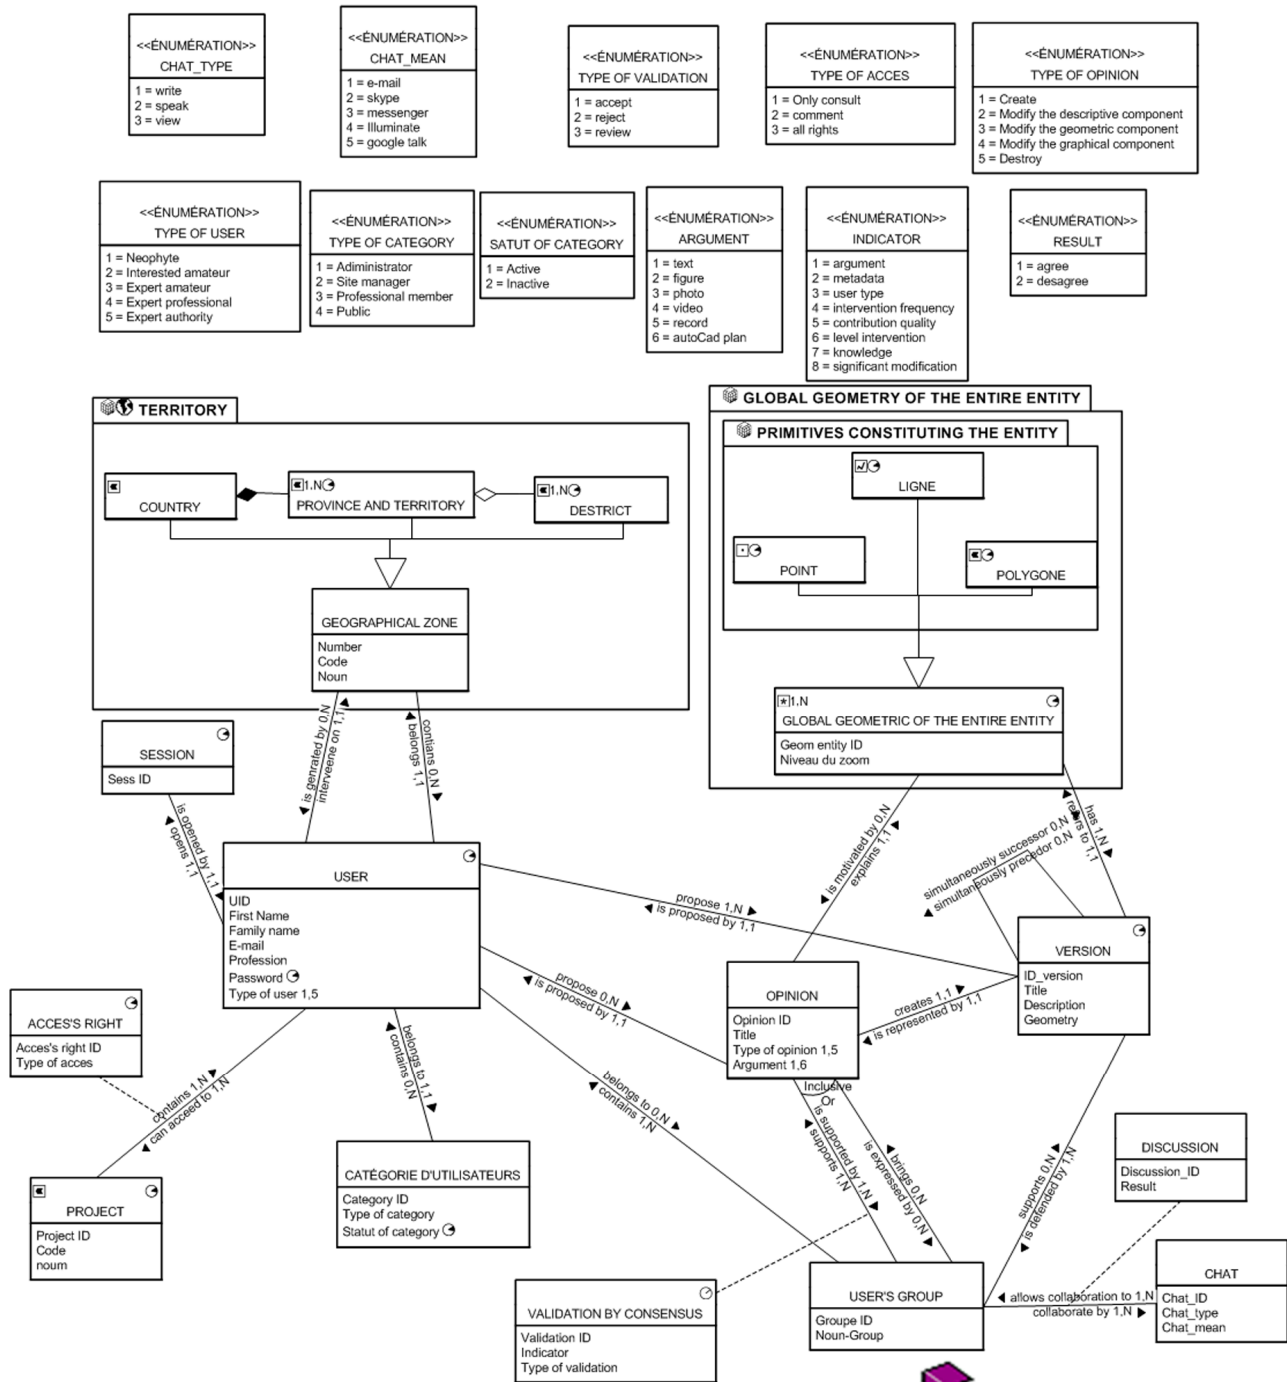 <<ÉNUMÉRATION>>
CHAT_TYPE
1 = write
2 = speak
3 = view
<<ÉNUMÉRATION>>
CHAT_MEAN
1 = e-mail
2 = skype
3 = messenger
4 = Illuminate
5 = google talk
<<ÉNUMÉRATION>>
TYPE OF VALIDATION
1 = accept
2 = reject
3 = review
<<ÉNUMÉRATION>>
TYPE OF ACCES
1 = Only consult
2 = comment
3 = all rights
<<ÉNUMÉRATION>>
TYPE OF OPINION
1 = Create
2 = Modify the descriptive component
3 = Modify the geometric component
4 = Modify the graphical component
5 = Destroy
<<ÉNUMÉRATION>>
TYPE OF USER
1 = Neophyte
2 = Interested amateur
3 = Expert amateur
4 = Expert professional
5 = Expert authority
<<ÉNUMÉRATION>>
TYPE OF CATEGORY
1 = Adiministrator
2 = Site manager
3 = Professional member
4 = Public
<<ÉNUMÉRATION>>
SATUT OF CATEGORY
1 = Active
2 = Inactive
<<ÉNUMÉRATION>>
ARGUMENT
1 = text
2 = figure
3 = photo
4 = video
5 = record
6 = autoCad plan
<<ÉNUMÉRATION>>
INDICATOR
1 = argument
2 = metadata
3 = user type
4 = intervention frequency
5 = contribution quality
6 = level intervention
7 = knowledge
8 = significant modification
<<ÉNUMÉRATION>>
RESULT
1 = agree
2 = desagree
TERRITORY
COUNTRY
1.N
PROVINCE AND TERRITORY
1,N
DESTRICT
GEOGRAPHICAL ZONE
Number
Code
Noun
GLOBAL GEOMETRY OF THE ENTIRE ENTITY
PRIMITIVES CONSTITUTING THE ENTITY
LIGNE
POINT
POLYGONE
1.N
GLOBAL GEOMETRIC OF THE ENTIRE ENTITY
Geom entity ID
Niveau du zoom
is genrated by 0,N
interveene on 1,1
contians 0,N
belongs 1,1
SESSION
Sess ID
is opened by 1,1
opens 1,1
USER
UID
First Name
Family name
E-mail
Profession
Password
Type of user 1,5
propose 1,N
is proposed by 1,1
is motivated by 0,N
explains 1,1
has 1,N
refers to 1,1
simultaneously successor 0,N
simultaneously precedor 0,N
VERSION
ID_version
Title
Description
Geometry
propose 0,N
is proposed by 1,1
OPINION
Opinion ID
Title
Type of opinion 1,5
Argument 1,6
creates 1,1
is represented by 1,1
ACCES'S RIGHT
Acces's right ID
Type of acces
contains 1,N
can acceed to 1,N
belongs to 1,1
contains 0,N
belongs to 0,N
contains 1,N
Inclusive
Or
is supported by 1,N
supports 1,N
brings 0,N
is expressed by 0,N
supports 0,N
is defended by 1,N
DISCUSSION
Discussion_ID
Result
PROJECT
Project ID
Code
noum
CATÉGORIE D'UTILISATEURS
Category ID
Type of category
Statut of category
VALIDATION BY CONSENSUS
Validation ID
Indicator
Type of validation
USER'S GROUP
Groupe ID
Noun-Group
allows collaboration to 1,N
collaborate by 1,N
CHAT
Chat_ID
Chat_type
Chat_mean